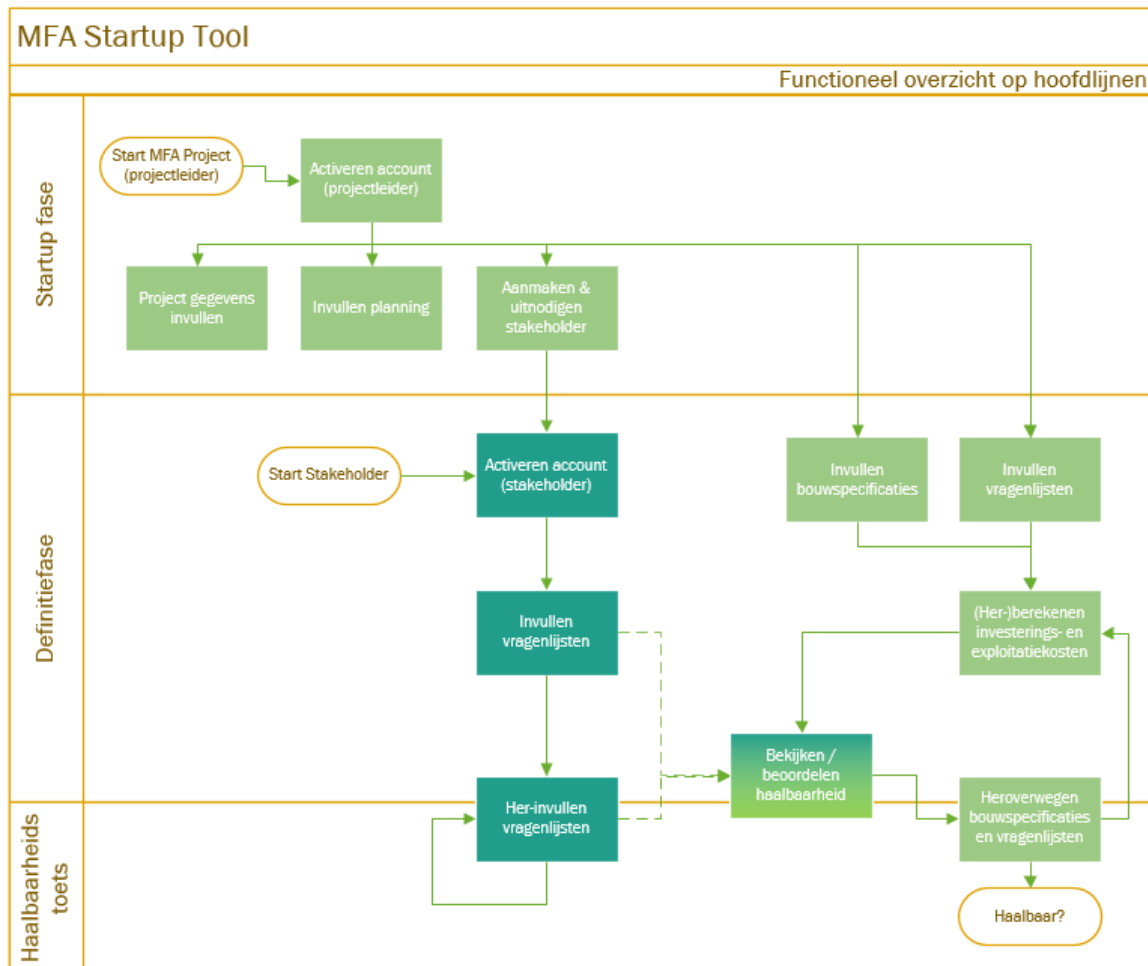 MFA Startup Tool
Functioneel overzicht op hoofdlijnen
Startup fase
Start MFA Project
(projectleider)
Activeren account
(projectleider)
Project gegevens
invullen
Invullen planning
Aanmaken &
uitnodigen
stakeholder
Definitiefase
Start Stakeholder
Activeren account
(stakeholder)
Invullen
bouwspecificaties
Invullen
vragenlijsten
Invullen
vragenlijsten
(Her-)berekenen
investerings- en
exploitatiekosten
Bekijken /
beoordelen
haalbaarheid
Haalbaarheids
toets
Her-invullen
vragenlijsten
Heroverwegen
bouwspecificaties
en vragenlijsten
Haalbaar?